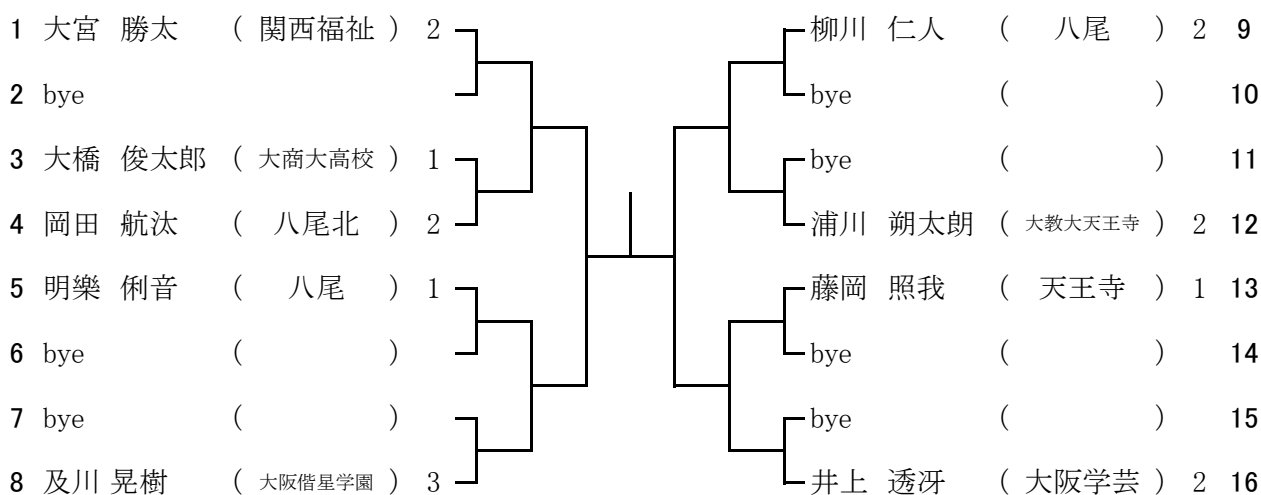 1 大宮 勝太 ( 関西福祉 ) 2
2 bye
3 大橋 俊太郎 ( 大商大高校 ) 1
4 岡田 航汰 ( 八尾北 ) 2
5 明樂 俐音 ( 八尾 ) 1
6 bye ( )
7 bye ( )
8 及川 晃樹 ( 大阪偕星学園 ) 3
柳川 仁人 ( 八尾 ) 2 9
bye ( ) 10
bye ( ) 11
浦川 朔太朗 ( 大教大天王寺 ) 2 12
藤岡 照我 ( 天王寺 ) 1 13
bye ( ) 14
bye ( ) 15
井上 透冴 ( 大阪学芸 ) 2 16